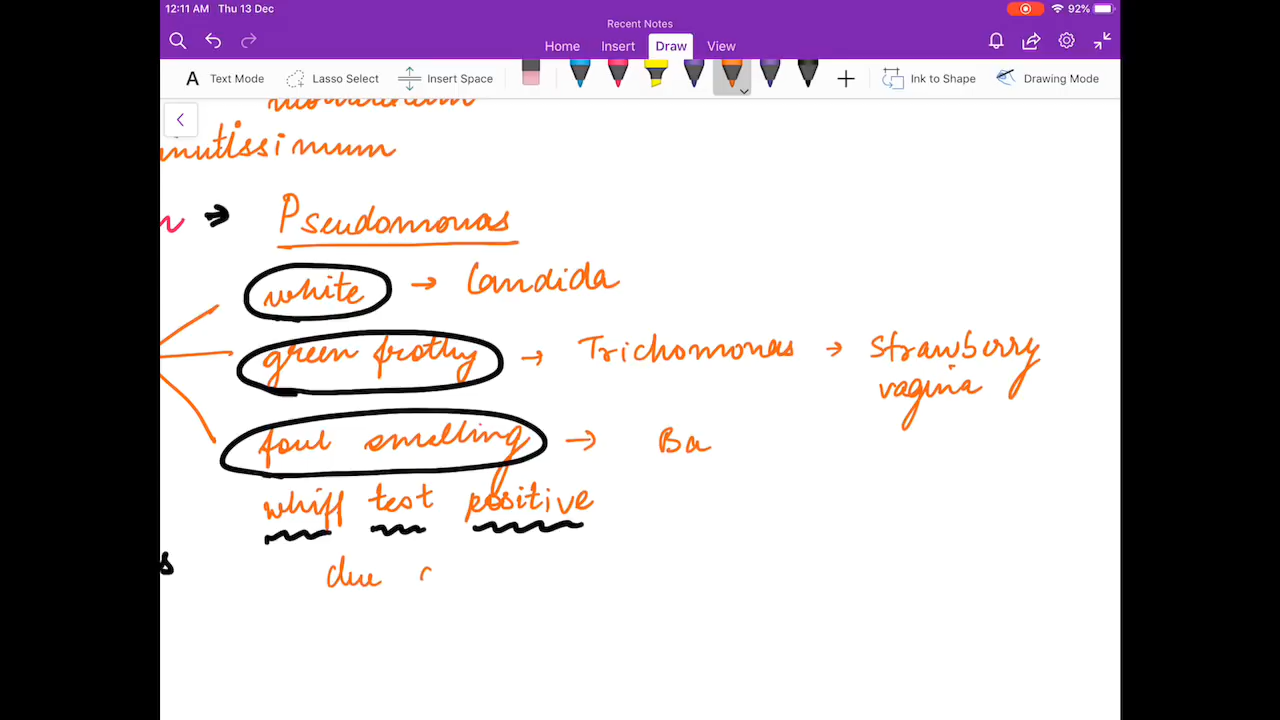 12:11 AM Thu 13 Dec
92%
Recent Notes
Home Insert Draw View
Text Mode Lasso Select Insert Space Ink to Shape Drawing Mode
mutissimum
→ Pseudomonas
white → Candida
green frothy → Trichomonas → Strawberry
vagina
foul smelling → Ba
whiff test positive
s
due